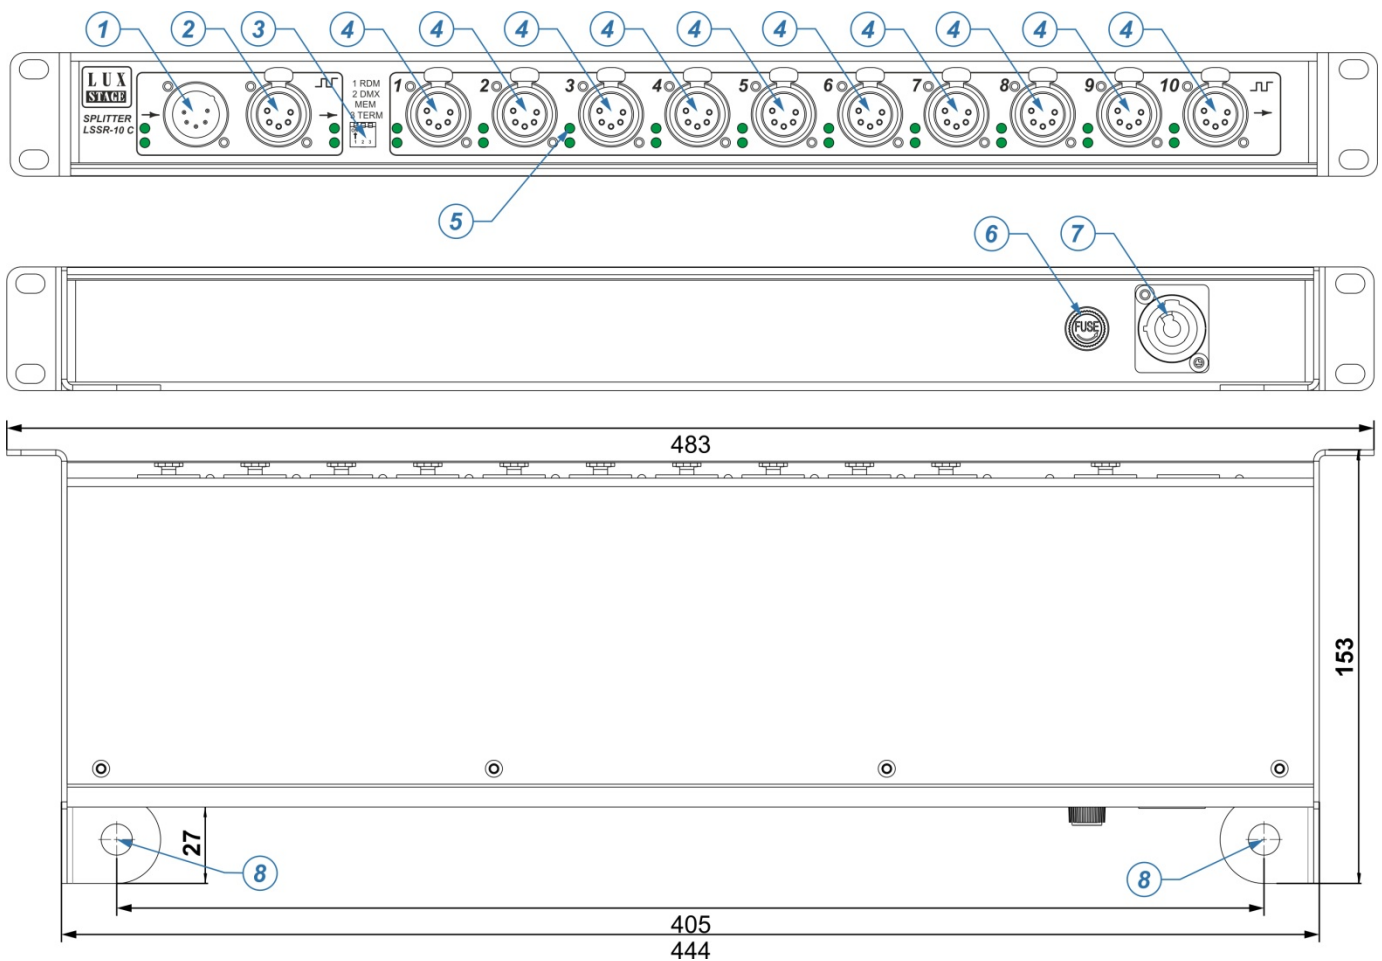 1 2 3 4 4 4 4 4 4 4 4 4 4
LUX
STAGE
SPLITTER
LSSR-10 C
1 RDM
2 DMX
MEM
3 TERM
1 2 3 4 5 6 7 8 9 10
5
6 7
FUSE
483
153
27
8 8
405
444